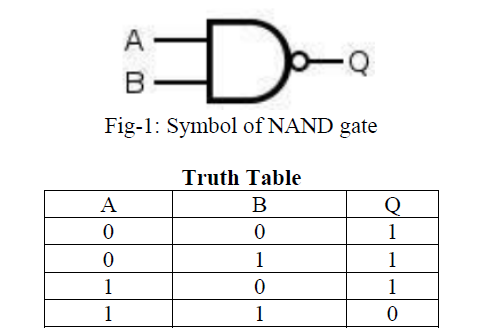 A
B
Q
Fig-1: Symbol of NAND gate
Truth Table
A B Q
0 0 1
0 1 1
1 0 1
1 1 0